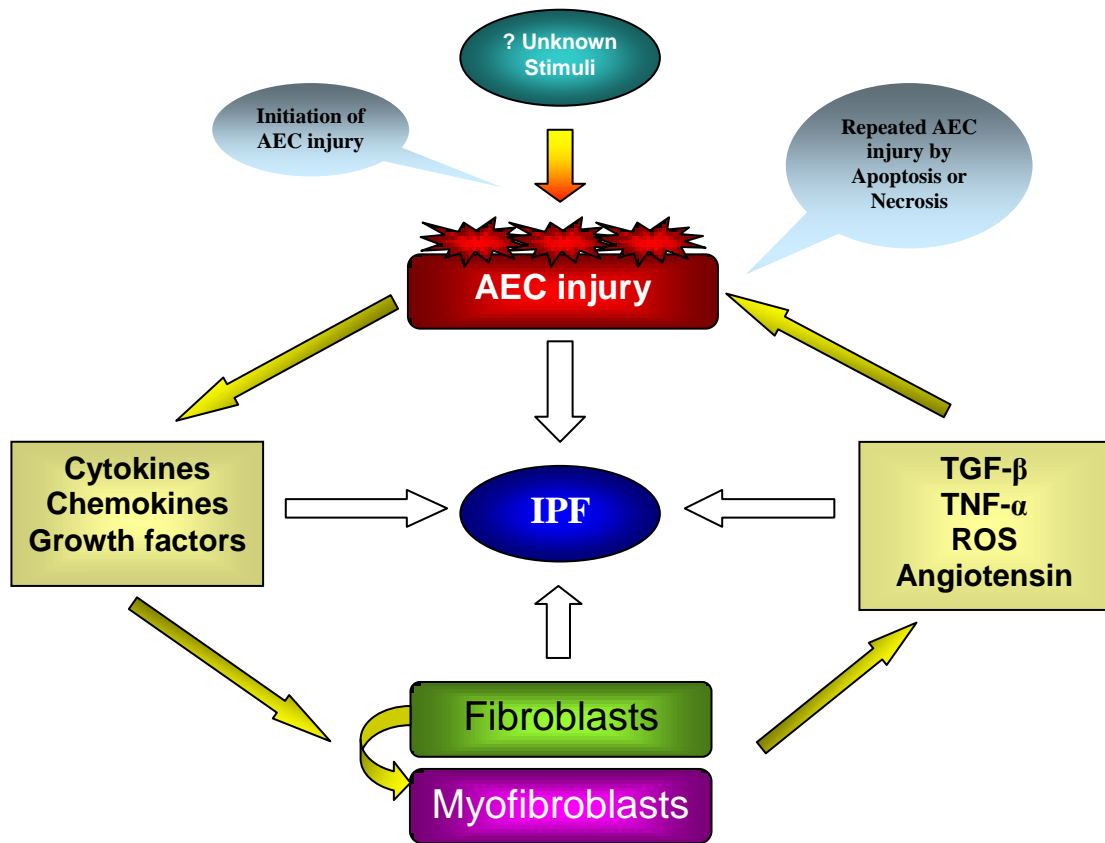 ? Unknown
Stimuli
Initiation of
AEC injury
Repeated AEC
injury by
Apoptosis or
Necrosis
AEC injury
Cytokines
Chemokines
Growth factors
IPF
TGF-β
TNF-α
ROS
Angiotensin
Fibroblasts
Myofibroblasts